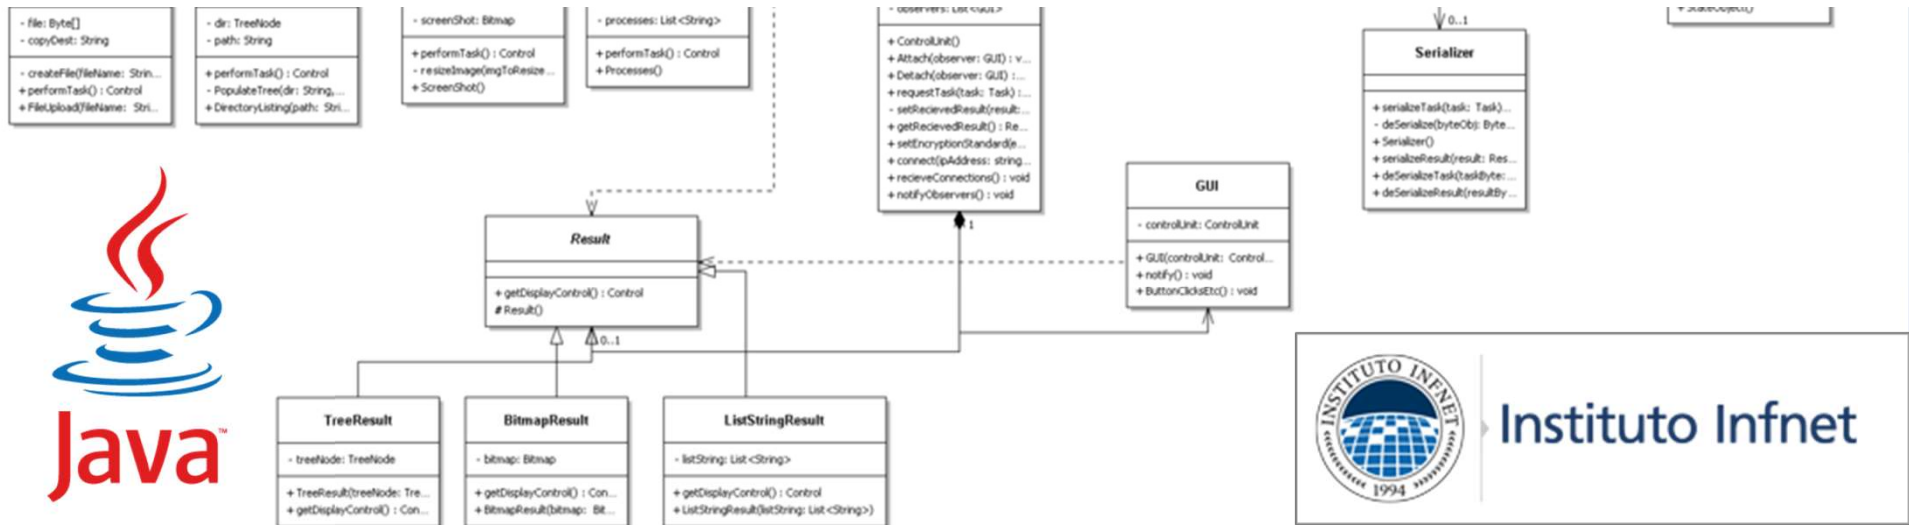 - file: Byte[]
- copyDest: String
- createFile(fileName: Strin...
+ performTask() : Control
+ FileUpload(fileName: Stri...
- dir: TreeNode
- path: String
+ performTask() : Control
- PopulateTree(dir: String,...
+ DirectoryListing(path: Stri...
- screenShot: Bitmap
+ performTask() : Control
- resizeImage(imgToResize...
+ ScreenShot()
- processes: List<String>
+ performTask() : Control
+ Processes()
- observers: List<GUI>
+ ControlUnit()
+ Attach(observer: GUI) : v...
+ Detach(observer: GUI) :...
+ requestTask(task: Task) :...
- setRecievedResult(result:...
+ getRecievedResult() : Re...
+ setEncryptionStandard(e...
+ connect(ipAddress: string...
+ recieveConnections() : void
+ notifyObservers() : void
1
0..1
Serializer
+ serializeTask(task: Task)...
- deSerialize(byteObj: Byte...
+ Serializer()
+ serializeResult(result: Res...
+ deSerializeTask(taskByte:...
+ deSerializeResult(resultBy...
+ StateObject()
GUI
- controlUnit: ControlUnit
+ GUI(controlUnit: Control...
+ notify() : void
+ ButtonClicksEtc() : void
Result
+ getDisplayControl() : Control
# Result()
0..1
TreeResult
- treeNode: TreeNode
+ TreeResult(treeNode: Tre...
+ getDisplayControl() : Con...
BitmapResult
- bitmap: Bitmap
+ getDisplayControl() : Con...
+ BitmapResult(bitmap: Bit...
ListStringResult
- listString: List<String>
+ getDisplayControl() : Control
+ ListStringResult(listString: List<String>)
Java™
INSTITUTO INFNET
1994
Instituto Infnet